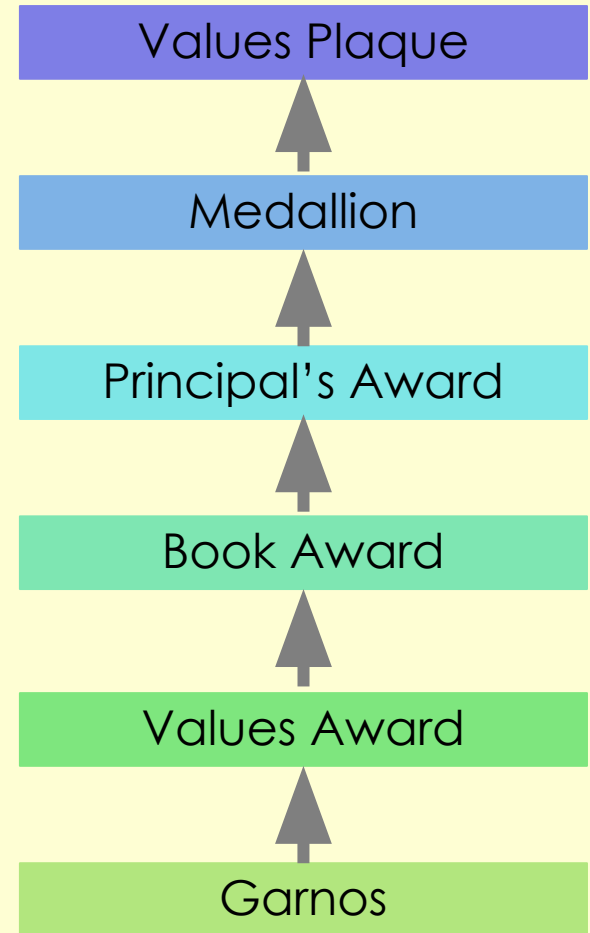 Values Plaque
Medallion
Principal’s Award
Book Award
Values Award
Garnos